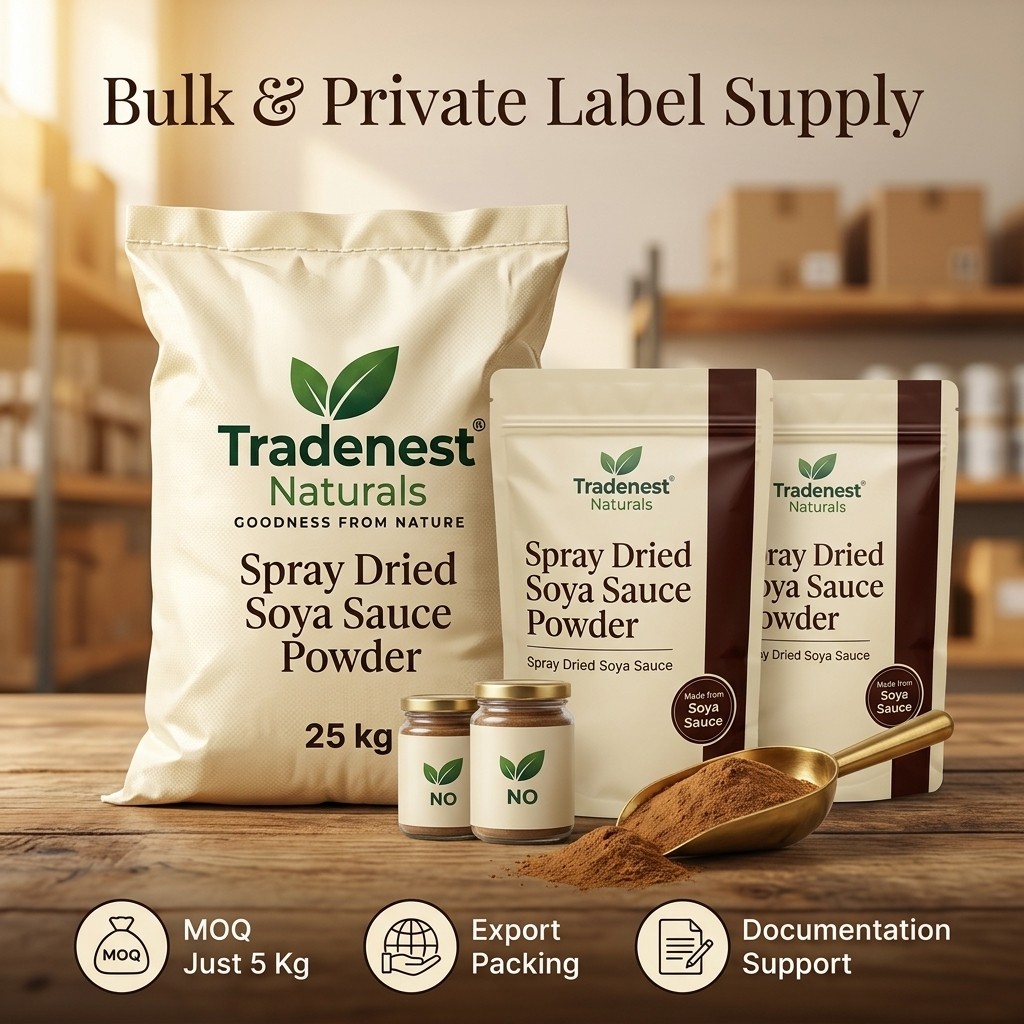 Bulk & Private Label Supply
Tradenest®
Naturals
GOODNESS FROM NATURE
Spray Dried
Soya Sauce
Powder
25 kg
NO
NO
Tradenest®
Naturals
Spray Dried
Soya Sauce
Powder
Spray Dried Soya Sauce
Made from
Soya
Sauce
Tradenest®
Naturals
ray Dried
oya Sauce
owder
ay Dried Soya Sauce
Made from
Soya
Sauce
MOQ
MOQ
Just 5 Kg
Export
Packing
Documentation
Support